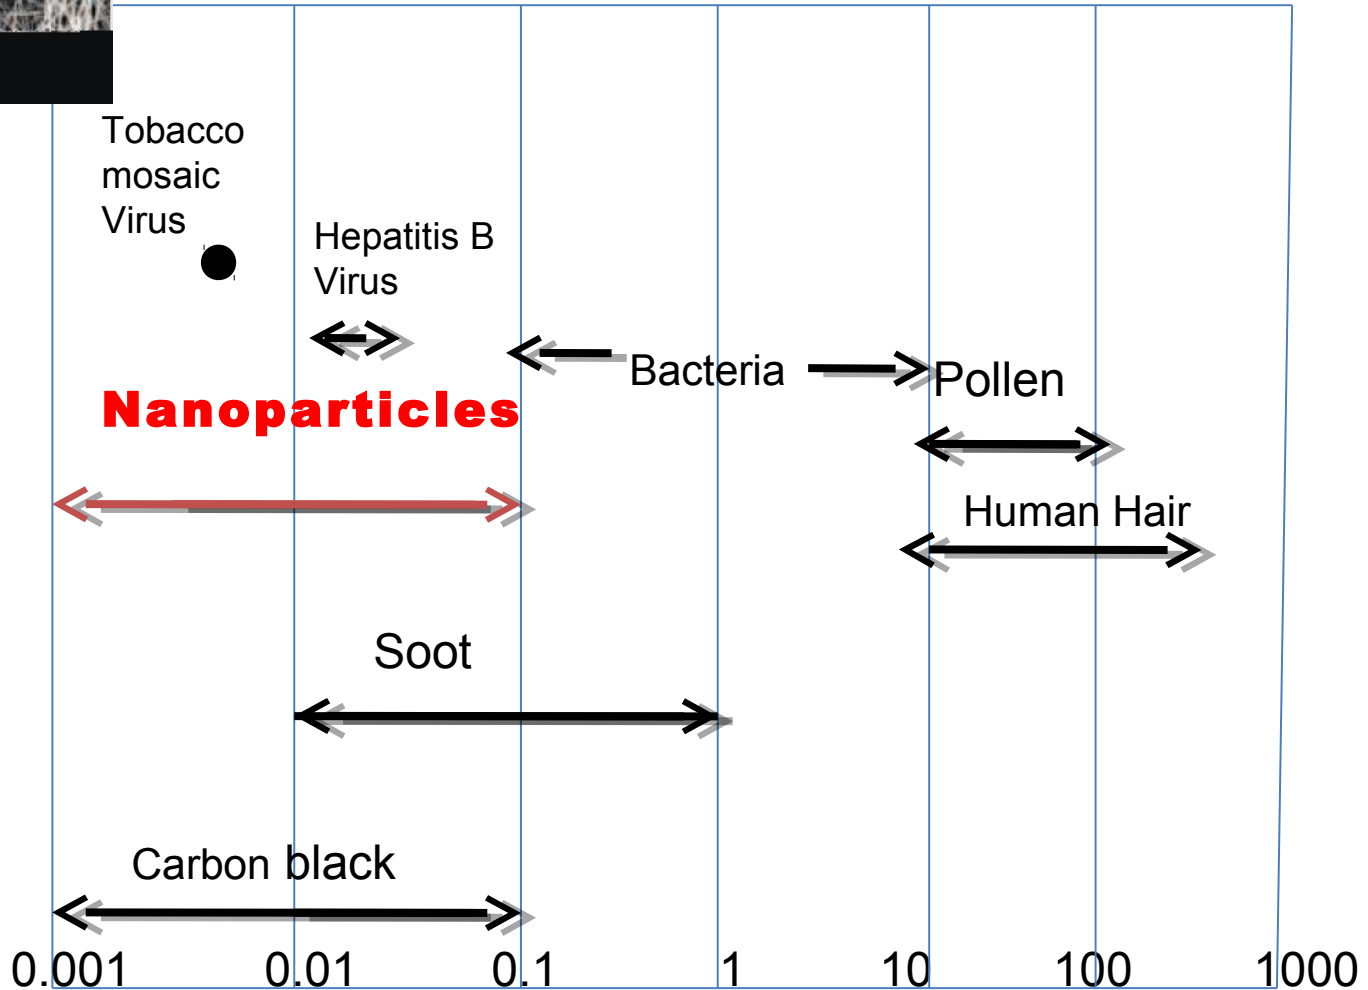 Tobacco
mosaic
Virus
Hepatitis B
Virus
Bacteria
Pollen
Nanoparticles
Human Hair
Soot
Carbon black
0.001 0.01 0.1 1 10 100 1000